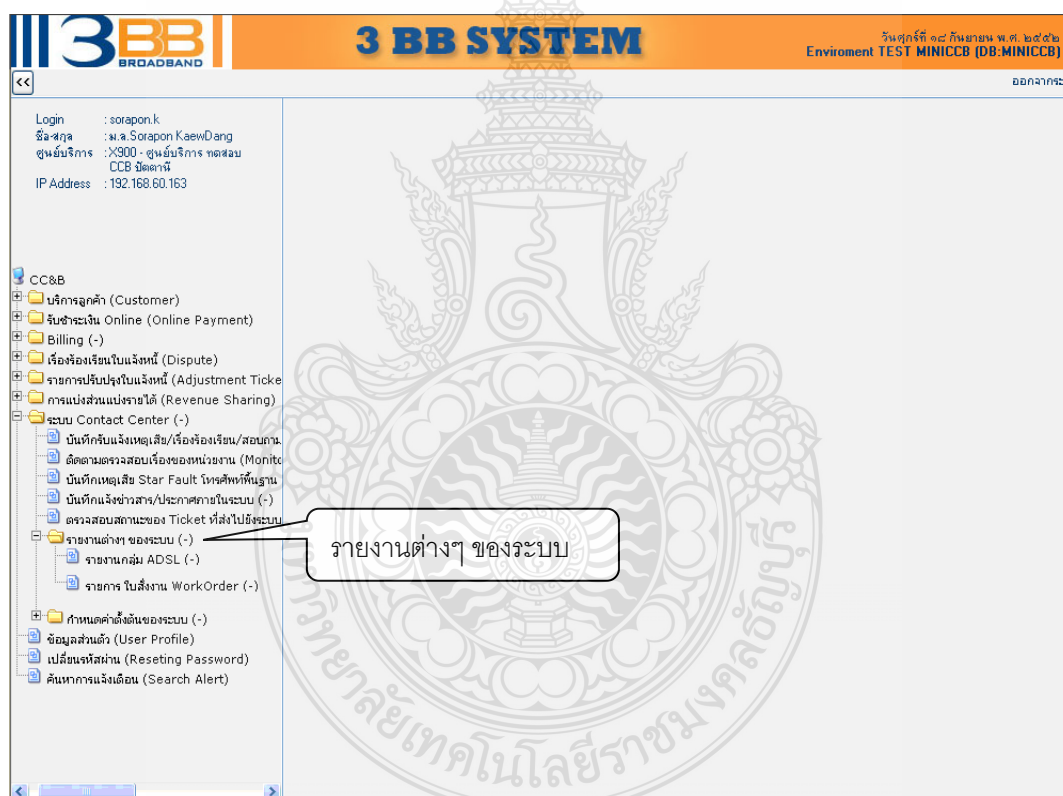 3BB
BROADBAND
3 BB SYSTEM
วันศุกร์ที่ ๑๘ กันยายน พ.ศ. ๒๕๕๒
Enviroment TEST MINICCB (DB:MINICCB)
<<
ออกจากระ
Login : sorapon.k
ชื่อ-สกุล : น.ส.Sorapon KaewDang
ศูนย์บริการ : X900 - ศูนย์บริการ ทดสอบ
CCB ปัตตานี
IP Address : 192.168.60.163
CC&B
บริการลูกค้า (Customer)
รับชำระเงิน Online (Online Payment)
Billing (-)
เรื่องร้องเรียนใบแจ้งหนี้ (Dispute)
รายการปรับปรุงใบแจ้งหนี้ (Adjustment Ticke
การแบ่งส่วนแบ่งรายได้ (Revenue Sharing)
ระบบ Contact Center (-)
บันทึกรับแจ้งเหตุเสีย/เรื่องร้องเรียน/สอบถาม
ติดตามตรวจสอบเรื่องของหน่วยงาน (Monito
บันทึกเหตุเสีย Star Fault โทรศัพท์พื้นฐาน
บันทึกแจ้งข่าวสาร/ประกาศภายในระบบ (-)
ตรวจสอบสถานะของ Ticket ที่ส่งไปยังระบบ
รายงานต่างๆ ของระบบ (-)
รายงานต่างๆ ของระบบ
รายงานกลุ่ม ADSL (-)
รายการ ใบสั่งงาน WorkOrder (-)
กำหนดค่าตั้งต้นของระบบ (-)
ข้อมูลส่วนตัว (User Profile)
เปลี่ยนรหัสผ่าน (Reseting Password)
ค้นหาการแจ้งเตือน (Search Alert)